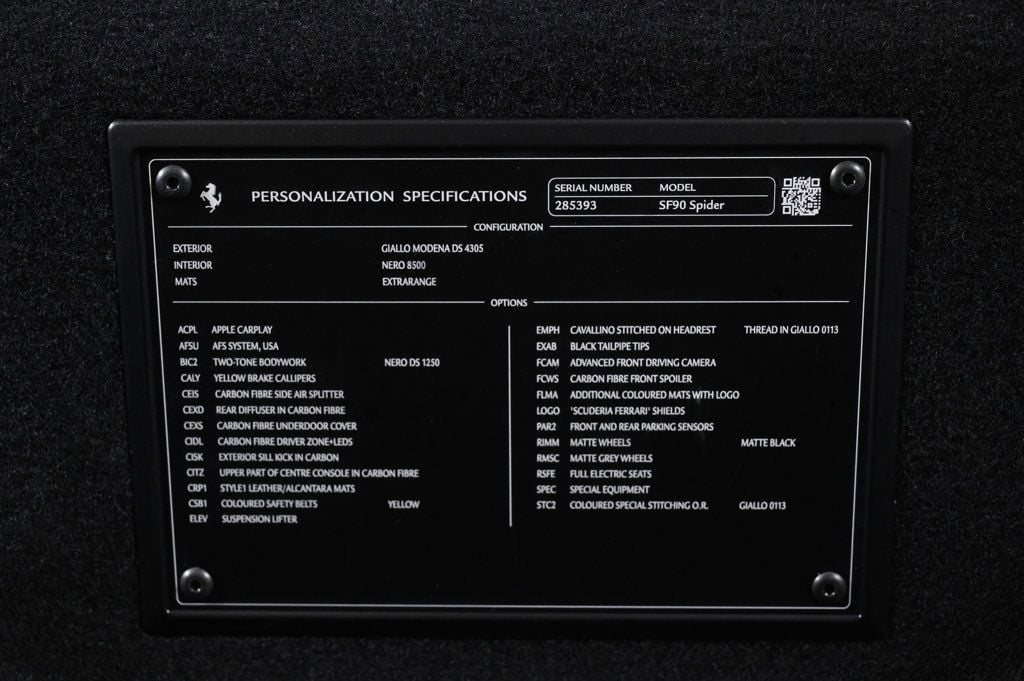 PERSONALIZATION SPECIFICATIONS
SERIAL NUMBER MODEL
285393 SF90 Spider
CONFIGURATION
EXTERIOR GIALLO MODENA DS 4305
INTERIOR NERO 8500
MATS EXTRARANGE
OPTIONS
ACPL APPLE CARPLAY
AFSU AFS SYSTEM, USA
BIC2 TWO-TONE BODYWORK NERO DS 1250
CALY YELLOW BRAKE CALLIPERS
CEIS CARBON FIBRE SIDE AIR SPLITTER
CEXD REAR DIFFUSER IN CARBON FIBRE
CEXS CARBON FIBRE UNDERDOOR COVER
CIDL CARBON FIBRE DRIVER ZONE+LEDS
CISK EXTERIOR SILL KICK IN CARBON
CITZ UPPER PART OF CENTRE CONSOLE IN CARBON FIBRE
CRP1 STYLE1 LEATHER/ALCANTARA MATS
CSB1 COLOURED SAFETY BELTS YELLOW
ELEV SUSPENSION LIFTER
EMPH CAVALLINO STITCHED ON HEADREST THREAD IN GIALLO 0113
EXAB BLACK TAILPIPE TIPS
FCAM ADVANCED FRONT DRIVING CAMERA
FCWS CARBON FIBRE FRONT SPOILER
FLMA ADDITIONAL COLOURED MATS WITH LOGO
LOGO 'SCUDERIA FERRARI' SHIELDS
PAR2 FRONT AND REAR PARKING SENSORS
RIMM MATTE WHEELS MATTE BLACK
RMSC MATTE GREY WHEELS
RSFE FULL ELECTRIC SEATS
SPEC SPECIAL EQUIPMENT
STC2 COLOURED SPECIAL STITCHING O.R. GIALLO 0113